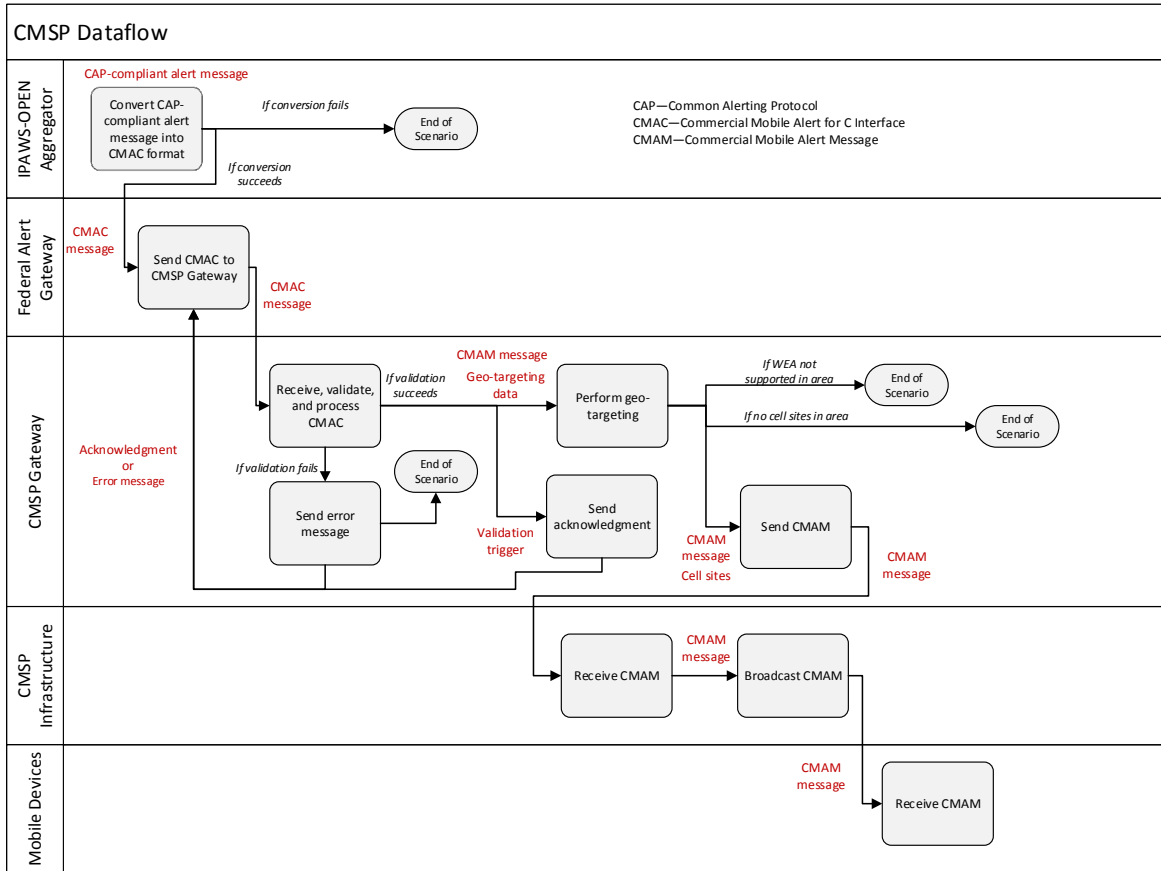 CMSP Dataflow
IPAWS-OPEN
Aggregator
CAP-compliant alert message
Convert CAP-
compliant alert
message into
CMAC format
If conversion fails
End of
Scenario
If conversion
succeeds
CAP—Common Alerting Protocol
CMAC—Commercial Mobile Alert for C Interface
CMAM—Commercial Mobile Alert Message
Federal Alert
Gateway
CMAC
message
Send CMAC to
CMSP Gateway
CMAC
message
CMSP Gateway
Acknowledgment
or
Error message
Receive, validate,
and process
CMAC
If validation
succeeds
CMAM message
Geo-targeting
data
Perform geo-
targeting
If WEA not
supported in area
End of
Scenario
If no cell sites in area
End of
Scenario
If validation fails
Send error
message
End of
Scenario
Validation
trigger
Send
acknowledgment
CMAM
message
Cell sites
Send CMAM
CMAM
message
CMSP
Infrastructure
Receive CMAM
CMAM
message
Broadcast CMAM
Mobile Devices
CMAM
message
Receive CMAM